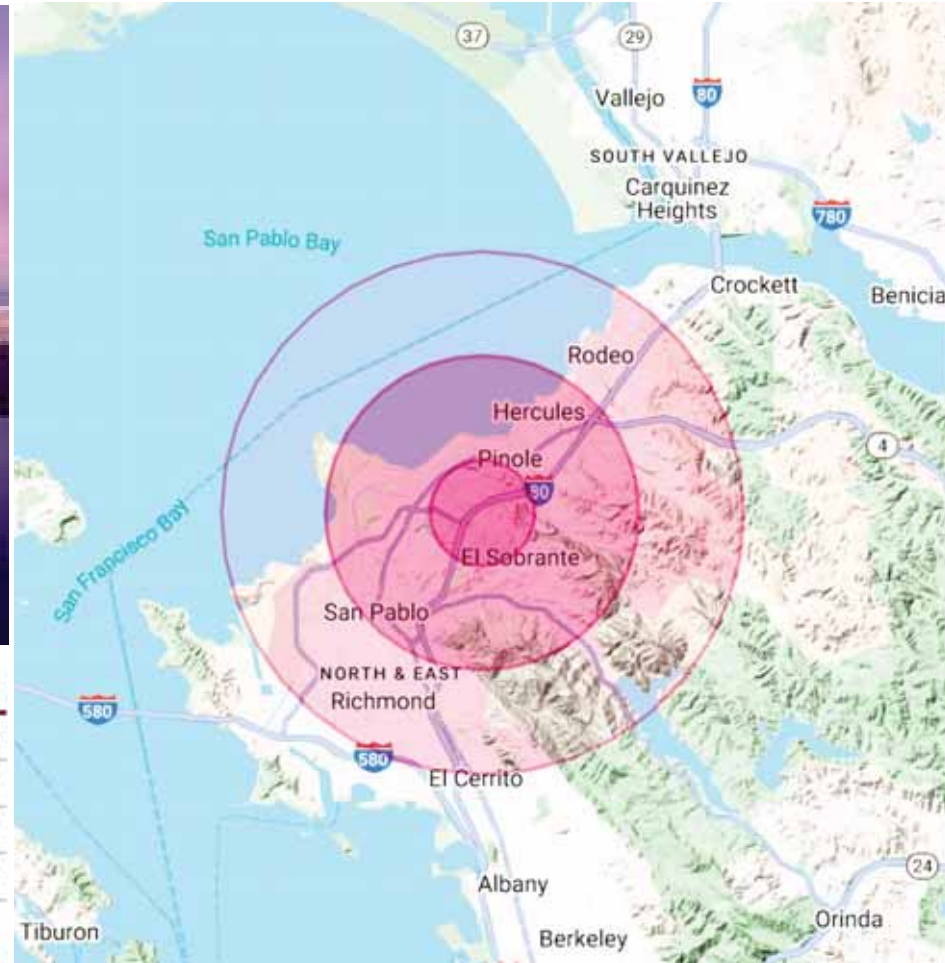 37
29
Vallejo
80
SOUTH VALLEJO
Carquinez
Heights
780
San Pablo Bay
Crockett
Benicia
Rodeo
Hercules
4
Pinole
80
San Francisco Bay
El Sobrante
San Pablo
NORTH & EAST
Richmond
580
580
El Cerrito
24
Albany
Orinda
Tiburon
Berkeley